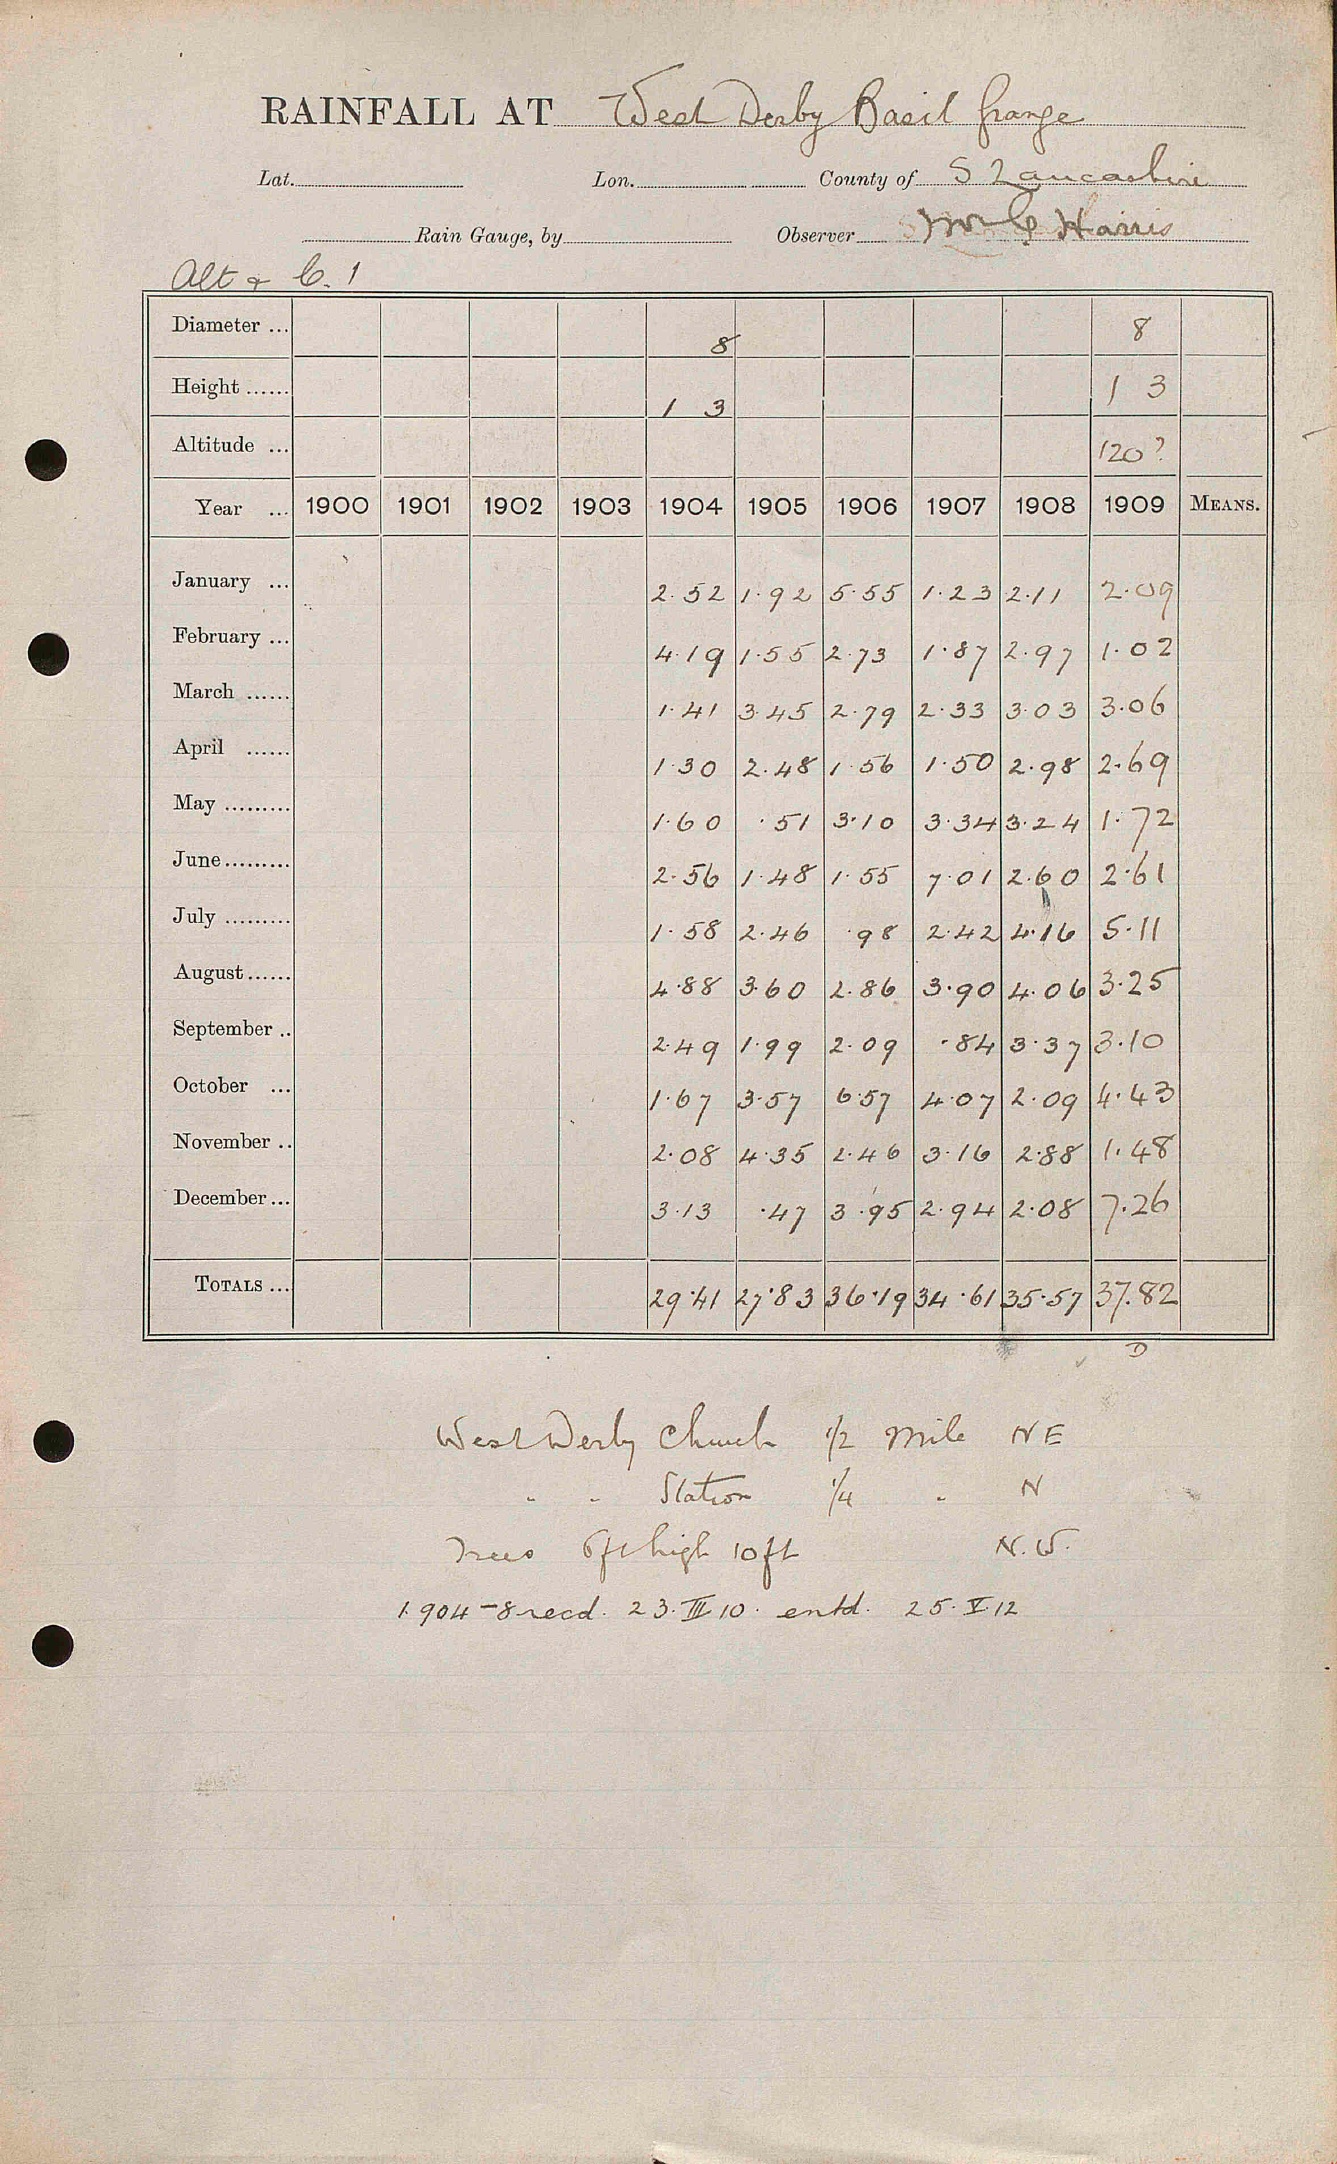 RAINFALL AT West Derby Basil Grange
Lat. Lon. County of S Lancashire
Rain Gauge, by Observer Harris
Alt & C. 1
Diameter ... 8 8
Height ...... 1 3 1 3
Altitude ... 120?
Year ... 1900 1901 1902 1903 1904 1905 1906 1907 1908 1909 MEANS.
January ... 2.52 1.92 5.55 1.23 2.11 2.09
February ... 4.19 1.55 2.73 1.87 2.97 1.02
March ...... 1.41 3.45 2.79 2.33 3.03 3.06
April ...... 1.30 2.48 1.56 1.50 2.98 2.69
May ......... 1.60 .51 3.10 3.34 3.24 1.72
June ......... 2.56 1.48 1.55 7.01 2.60 2.61
July ......... 1.58 2.46 .98 2.42 4.16 5.11
August ...... 4.88 3.60 2.86 3.90 4.06 3.25
September .. 2.49 1.99 2.09 .84 3.37 3.10
October ... 1.67 3.57 6.57 4.07 2.09 4.43
November .. 2.08 4.35 2.46 3.16 2.88 1.48
December ... 3.13 .47 3.95 2.94 2.08 7.26
TOTALS ... 29.41 27.83 36.19 34.61 35.57 37.82
D
West Derby Church 1/2 Mile NE
" " Station 1/4 " N
Trees 6ft high 10ft N.W.
1904-8 recd. 23.III 10. entd. 25.V.12